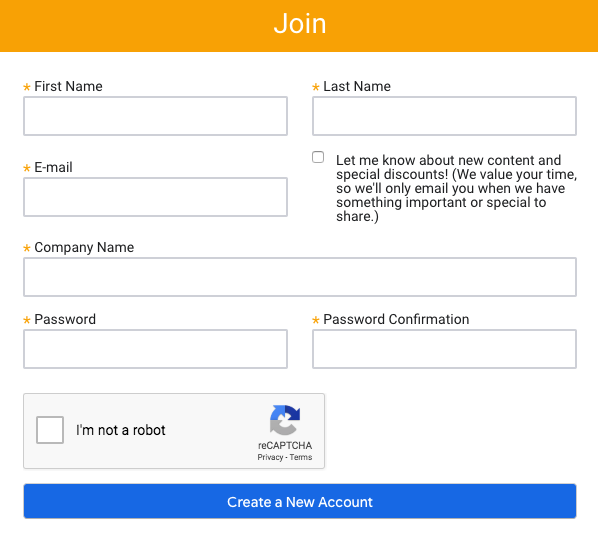 Join
* First Name
* Last Name
* E-mail
Let me know about new content and
special discounts! (We value your time,
so we'll only email you when we have
something important or special to
share.)
* Company Name
* Password
* Password Confirmation
I'm not a robot
reCAPTCHA
Privacy - Terms
Create a New Account